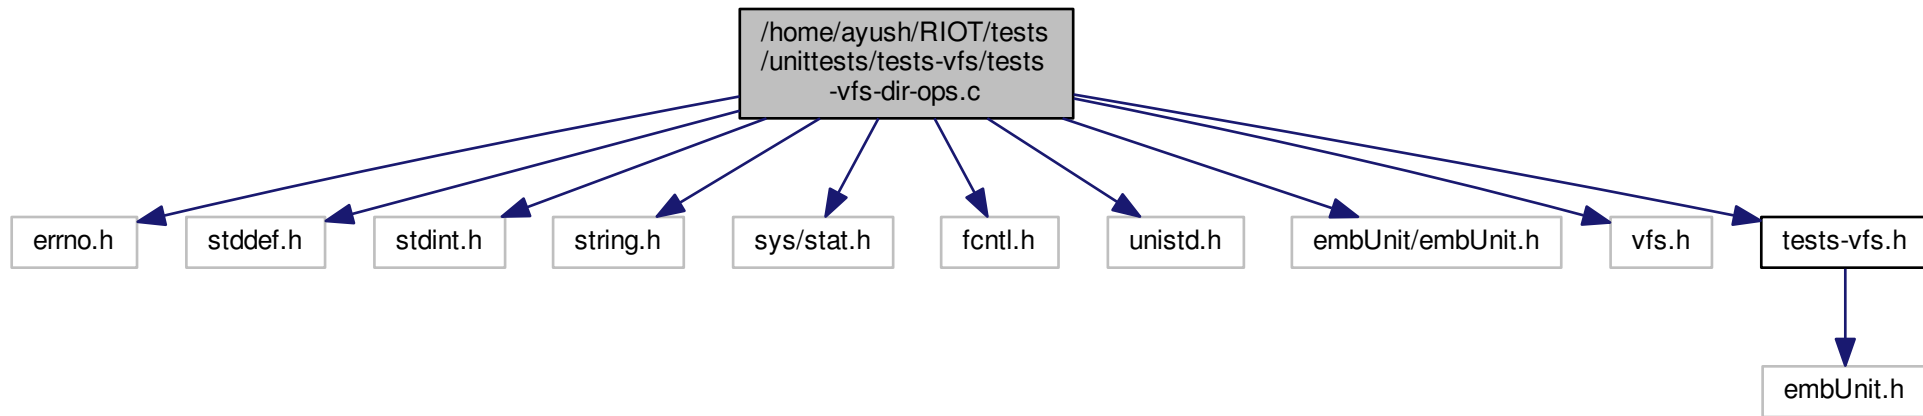 /home/ayush/RIOT/tests
/unittests/tests-vfs/tests
-vfs-dir-ops.c
errno.h
stddef.h
stdint.h
string.h
sys/stat.h
fcntl.h
unistd.h
embUnit/embUnit.h
vfs.h
tests-vfs.h
embUnit.h